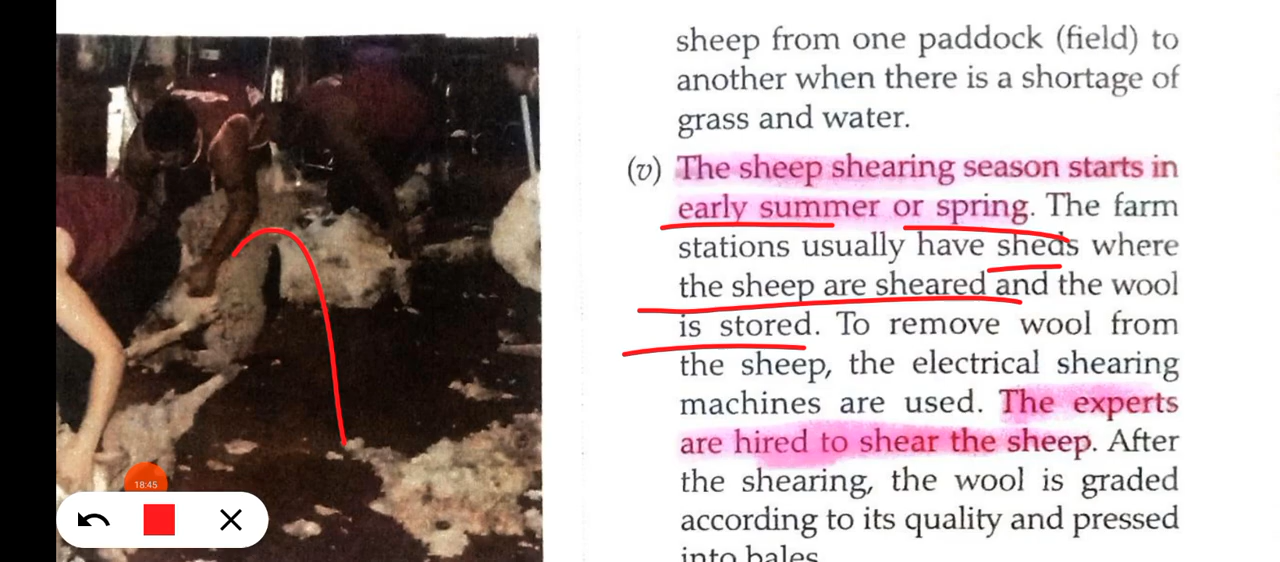 sheep from one paddock (field) to
another when there is a shortage of
grass and water.
(v) The sheep shearing season starts in
early summer or spring. The farm
stations usually have sheds where
the sheep are sheared and the wool
is stored. To remove wool from
the sheep, the electrical shearing
machines are used. The experts
are hired to shear the sheep. After
the shearing, the wool is graded
according to its quality and pressed
into bales.
18:45